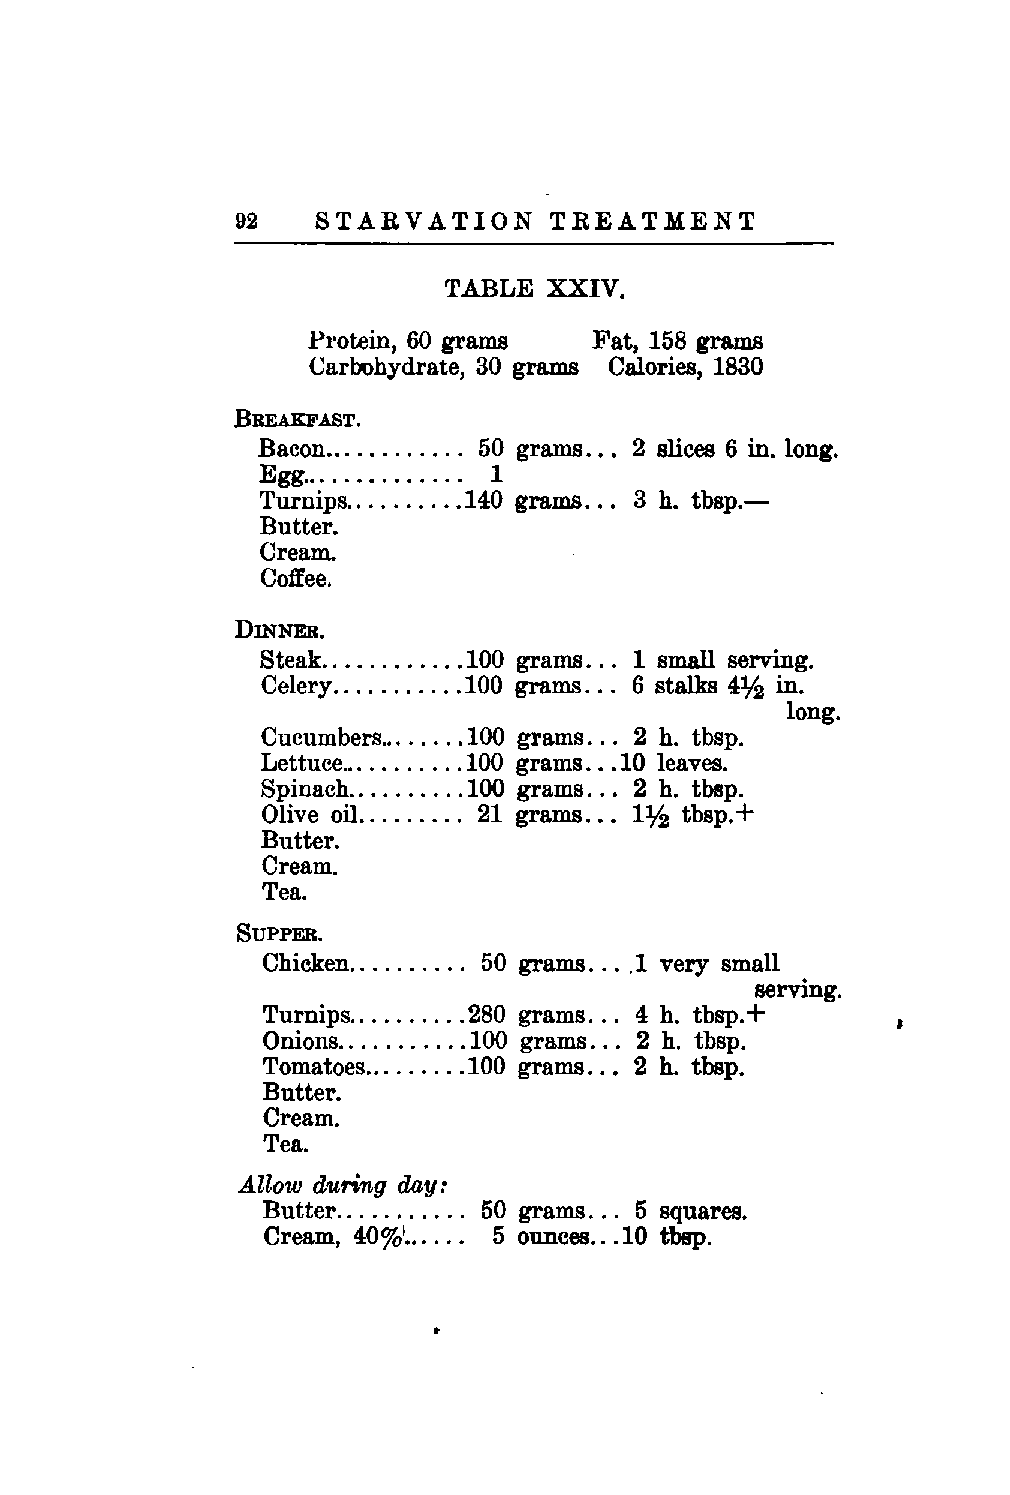 92 STARVATION TREATMENT
TABLE XXIV.
Protein, 60 grams Fat, 158 grams
Carbohydrate, 30 grams Calories, 1830
BREAKFAST.
Bacon............ 50 grams... 2 slices 6 in. long.
Egg.............. 1
Turnips..........140 grams... 3 h. tbsp.—
Butter.
Cream.
Coffee.
DINNER.
Steak............100 grams... 1 small serving.
Celery...........100 grams... 6 stalks 4½ in.
long.
Cucumbers........100 grams... 2 h. tbsp.
Lettuce...........100 grams...10 leaves.
Spinach..........100 grams... 2 h. tbsp.
Olive oil......... 21 grams... 1½ tbsp.+
Butter.
Cream.
Tea.
SUPPER.
Chicken.......... 50 grams... .1 very small
serving.
Turnips..........280 grams... 4 h. tbsp.+
Onions...........100 grams... 2 h. tbsp.
Tomatoes.........100 grams... 2 h. tbsp.
Butter.
Cream.
Tea.
Allow during day:
Butter........... 50 grams... 5 squares.
Cream, 40%...... 5 ounces...10 tbsp.